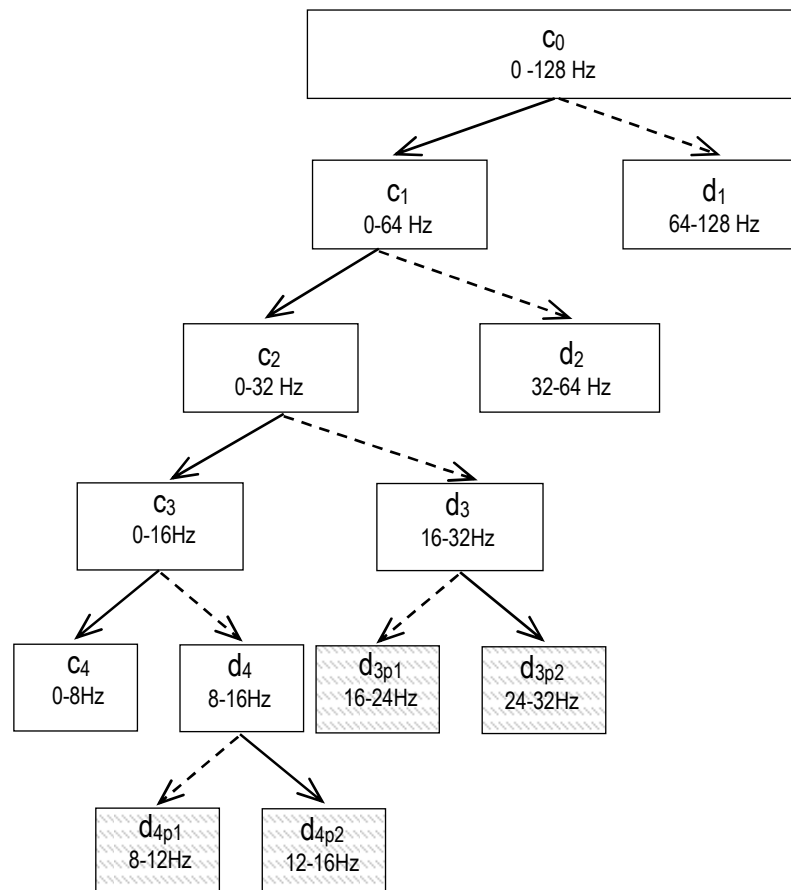 c₀
0 -128 Hz
c₁
0-64 Hz
d₁
64-128 Hz
c₂
0-32 Hz
d₂
32-64 Hz
c₃
0-16Hz
d₃
16-32Hz
c₄
0-8Hz
d₄
8-16Hz
d₃ₚ₁
16-24Hz
d₃ₚ₂
24-32Hz
d₄ₚ₁
8-12Hz
d₄ₚ₂
12-16Hz